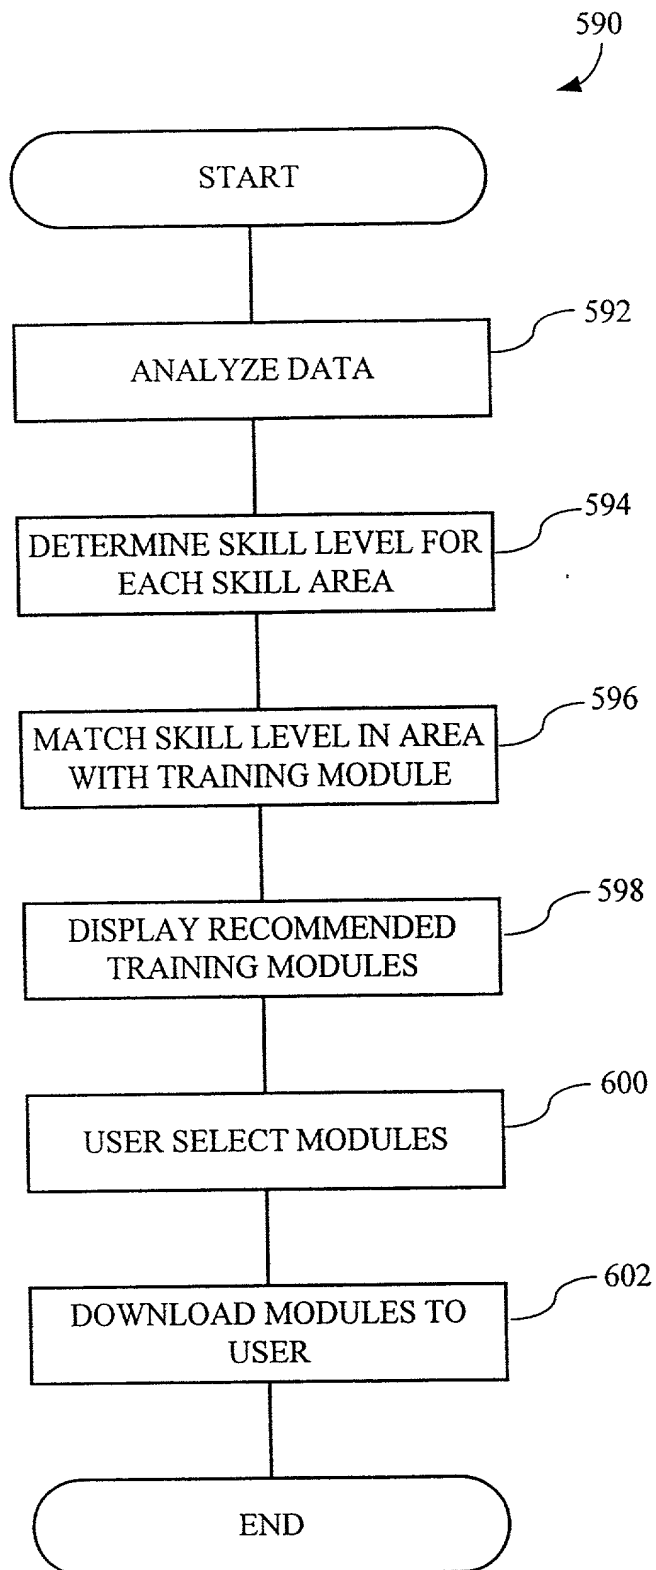 590
START
592
ANALYZE DATA
594
DETERMINE SKILL LEVEL FOR
EACH SKILL AREA
596
MATCH SKILL LEVEL IN AREA
WITH TRAINING MODULE
598
DISPLAY RECOMMENDED
TRAINING MODULES
600
USER SELECT MODULES
602
DOWNLOAD MODULES TO
USER
END